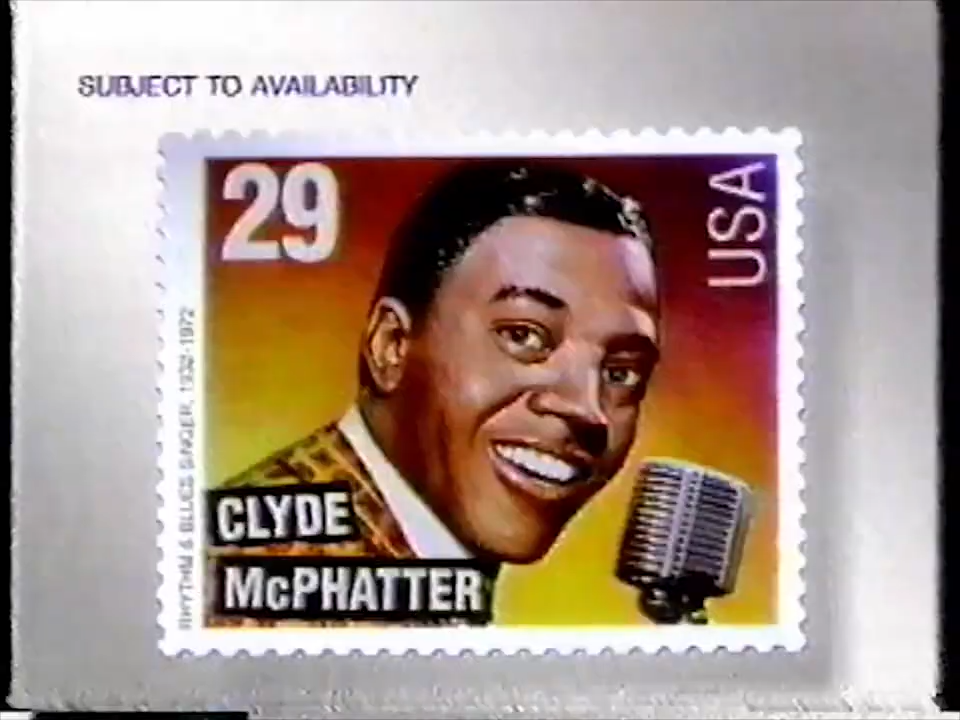 SUBJECT TO AVAILABILITY
29
USA
RHYTHM & BLUES SINGER, 1932-1972
CLYDE
McPHATTER